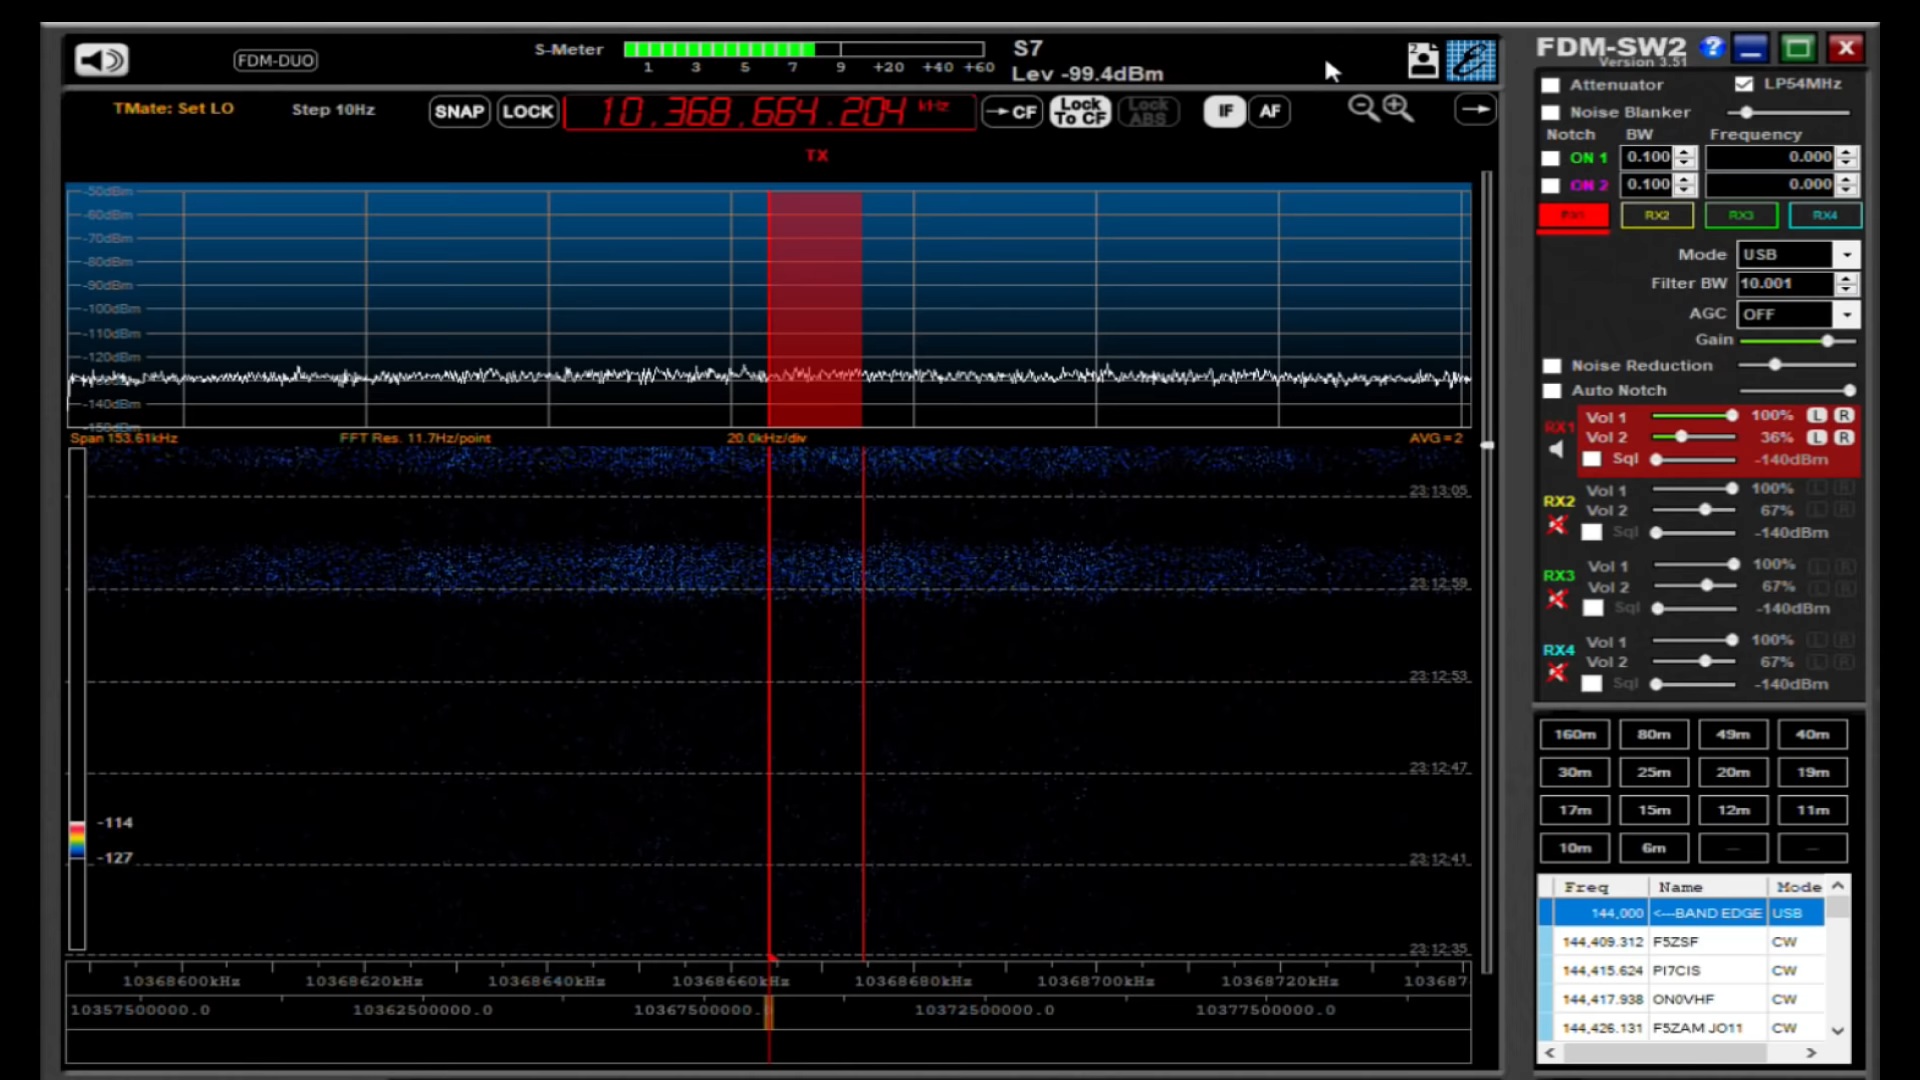 FDM-DUO
S-Meter
1 3 5 7 9 +20 +40 +60
S7
Lev -99.4dBm
2
FDM-SW2
Version 3.51
? X
TMate: Set LO
Step 10Hz
SNAP LOCK 10.368.664.204 kHz →CF Lock To CF Lock ABS IF AF
TX
-50dBm
-60dBm
-70dBm
-80dBm
-90dBm
-100dBm
-110dBm
-120dBm
-140dBm
-150dBm
Span 153.61kHz FFT Res. 11.7Hz/point 20.0kHz/div AVG=2
23:13:05
23:12:59
23:12:53
23:12:47
-114
-127
23:12:41
23:12:35
10368600kHz 10368620kHz 10368640kHz 10368660kHz 10368680kHz 10368700kHz 10368720kHz 103687
10357500000.0 10362500000.0 10367500000. 10372500000.0 10377500000.0
Attenuator LP54MHz
Noise Blanker
Notch BW Frequency
ON 1 0.100 0.000
ON 2 0.100 0.000
RX1 RX2 RX3 RX4
Mode USB
Filter BW 10.001
AGC OFF
Gain
Noise Reduction
Auto Notch
RX1
Vol 1 100% L R
Vol 2 36% L R
Sql -140dBm
RX2
Vol 1 100% L R
Vol 2 67% L R
Sql -140dBm
RX3
Vol 1 100% L R
Vol 2 67% L R
Sql -140dBm
RX4
Vol 1 100% L R
Vol 2 67% L R
Sql -140dBm
160m 80m 49m 40m
30m 25m 20m 19m
17m 15m 12m 11m
10m 6m — —
Freq Name Mode
144,000 <---BAND EDGE USB
144,409.312 F5ZSF CW
144,415.624 PI7CIS CW
144,417.938 ON0VHF CW
144,426.131 F5ZAM JO11 CW